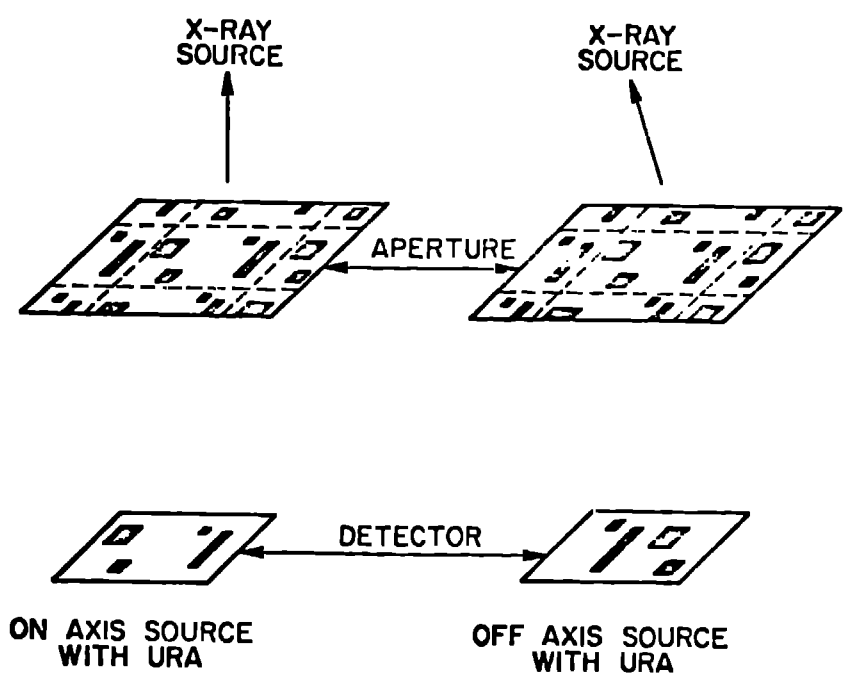 X-RAY
SOURCE
X-RAY
SOURCE
APERTURE
DETECTOR
ON AXIS SOURCE
WITH URA
OFF AXIS SOURCE
WITH URA